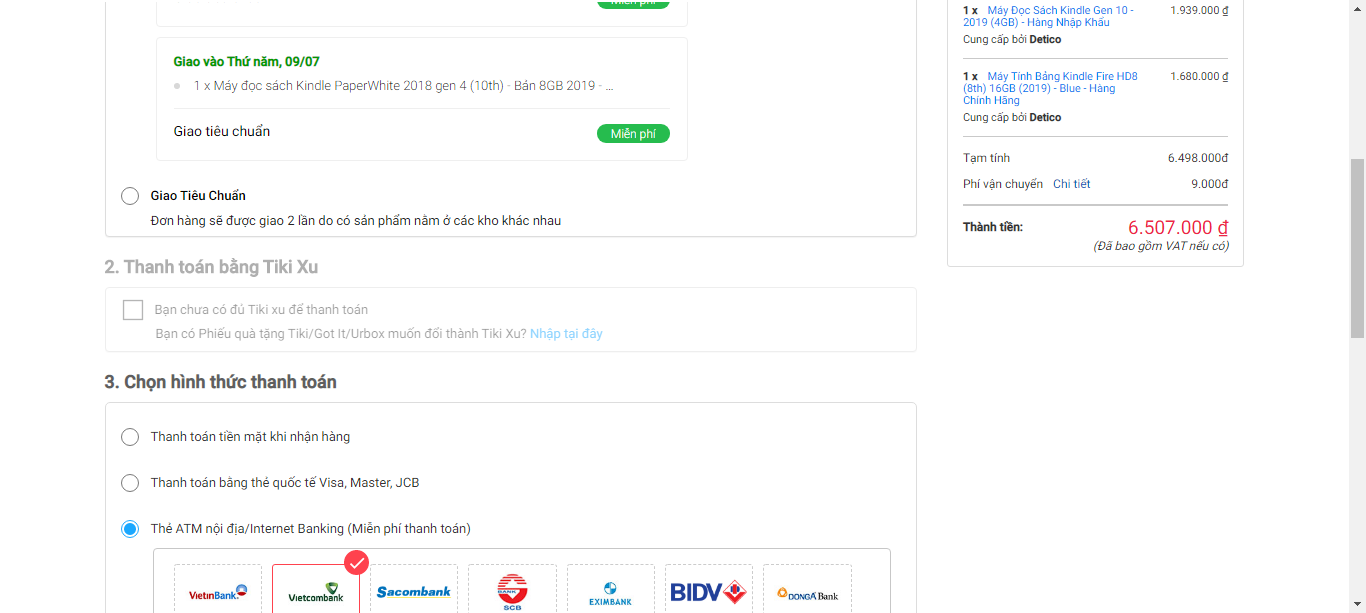 Miễn phí
Giao vào Thứ năm, 09/07
1 x Máy đọc sách Kindle PaperWhite 2018 gen 4 (10th) - Bản 8GB 2019 - ...
Giao tiêu chuẩn
Miễn phí
Giao Tiêu Chuẩn
Đơn hàng sẽ được giao 2 lần do có sản phẩm nằm ở các kho khác nhau
2. Thanh toán bằng Tiki Xu
Bạn chưa có đủ Tiki xu để thanh toán
Bạn có Phiếu quà tặng Tiki/Got It/Urbox muốn đổi thành Tiki Xu? Nhập tại đây
3. Chọn hình thức thanh toán
Thanh toán tiền mặt khi nhận hàng
Thanh toán bằng thẻ quốc tế Visa, Master, JCB
Thẻ ATM nội địa/Internet Banking (Miễn phí thanh toán)
VietinBank
Vietcombank
Sacombank
BANK
SCB
EXIMBANK
BIDV
DONGA Bank
1 x Máy Đọc Sách Kindle Gen 10 - 1.939.000 ₫
2019 (4GB) - Hàng Nhập Khẩu
Cung cấp bởi Detico
1 x Máy Tính Bảng Kindle Fire HD8 1.680.000 ₫
(8th) 16GB (2019) - Blue - Hàng
Chính Hãng
Cung cấp bởi Detico
Tạm tính 6.498.000đ
Phí vận chuyển Chi tiết 9.000đ
Thành tiền: 6.507.000 ₫
(Đã bao gồm VAT nếu có)